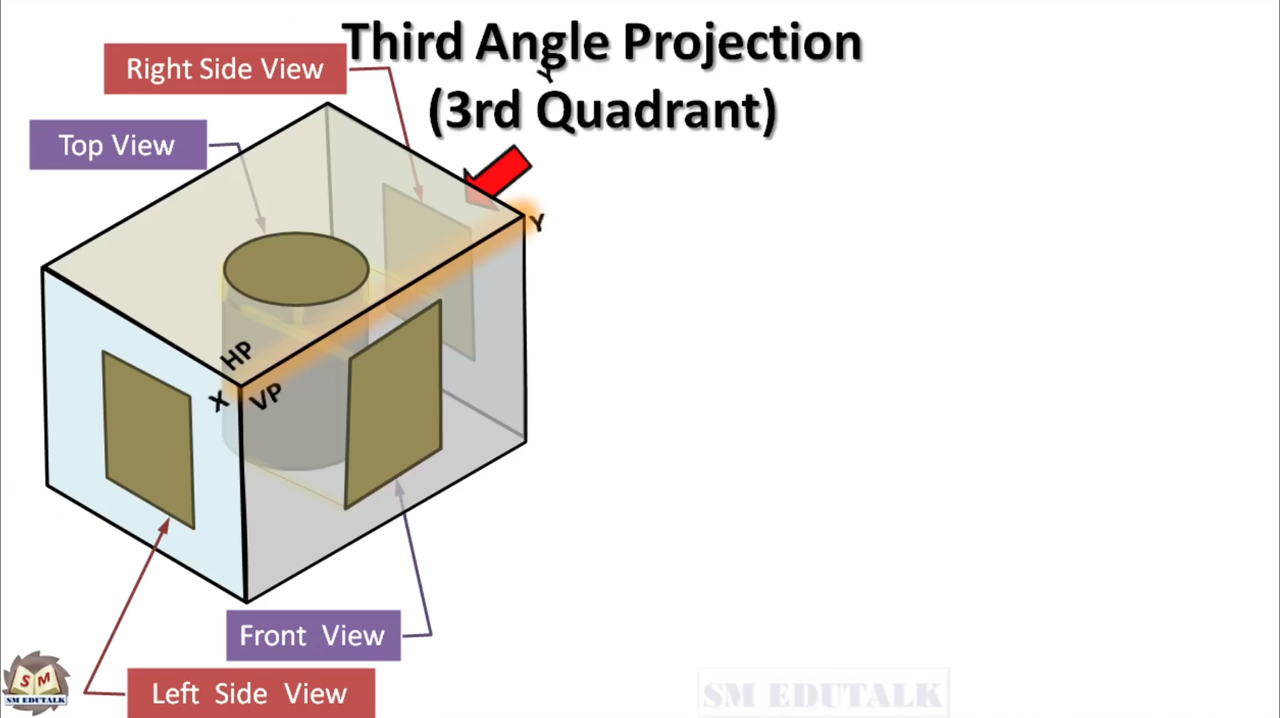 Third Angle Projection
(3rd Quadrant)
Y
Right Side View
Top View
Y
HP
X
VP
Front View
Left Side View
S M
SM EDUTALK
SM EDUTALK